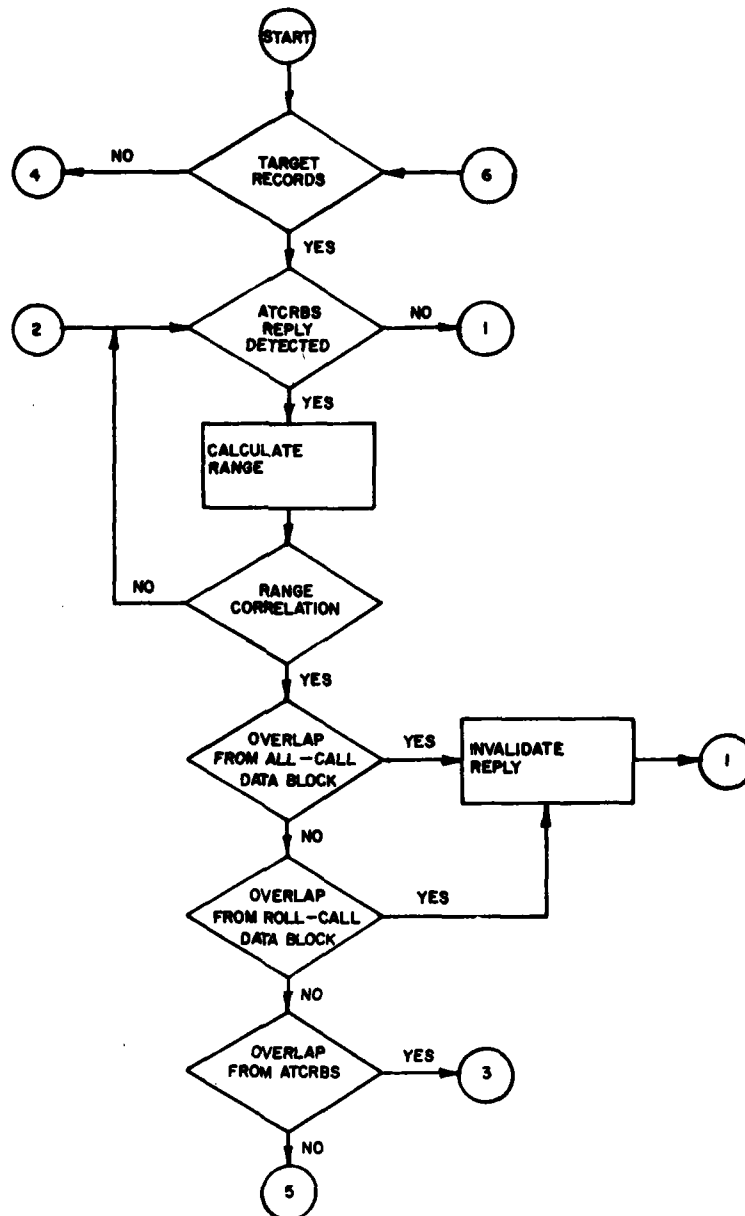 START
TARGET
RECORDS
NO
4
6
YES
2
ATCRBS
REPLY
DETECTED
NO
1
YES
CALCULATE
RANGE
RANGE
CORRELATION
NO
YES
OVERLAP
FROM ALL-CALL
DATA BLOCK
YES
INVALIDATE
REPLY
1
NO
OVERLAP
FROM ROLL-CALL
DATA BLOCK
YES
NO
OVERLAP
FROM ATCRBS
YES
3
NO
5